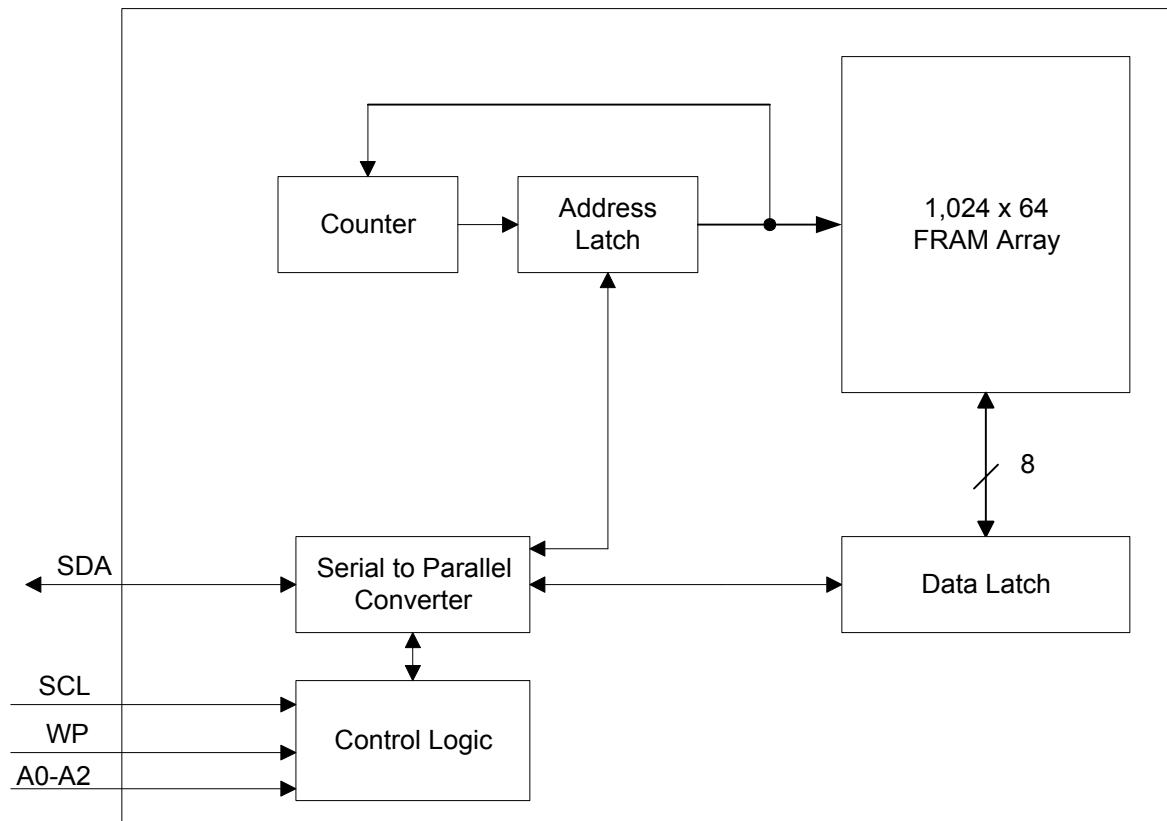 Counter
Address
Latch
1,024 x 64
FRAM Array
8
SDA
Serial to Parallel
Converter
Data Latch
SCL
WP
A0-A2
Control Logic